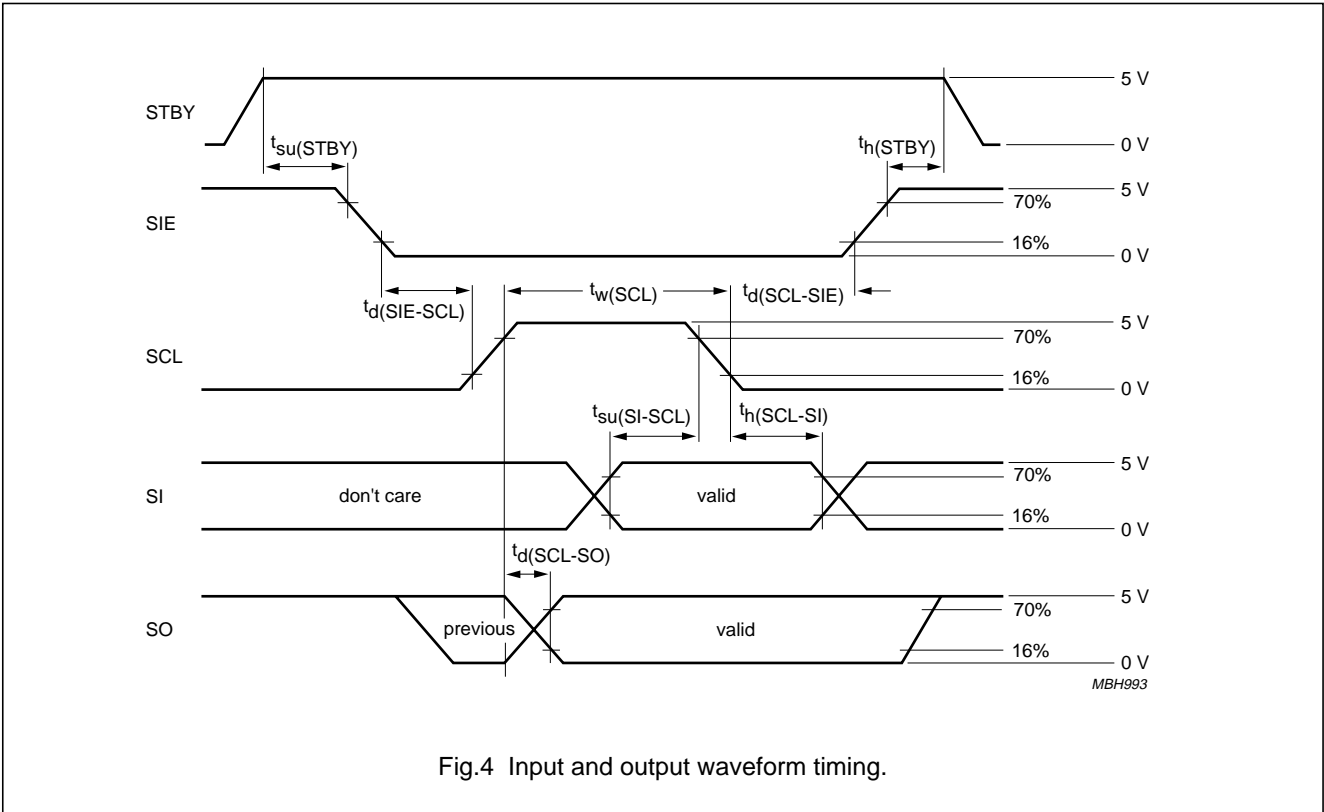 STBY
tsu(STBY)
th(STBY)
5 V
0 V
SIE
5 V
70%
16%
0 V
td(SIE-SCL)
tw(SCL)
td(SCL-SIE)
SCL
5 V
70%
16%
0 V
tsu(SI-SCL)
th(SCL-SI)
SI
don't care
valid
5 V
70%
16%
0 V
td(SCL-SO)
SO
previous
valid
5 V
70%
16%
0 V
MBH993
Fig.4 Input and output waveform timing.